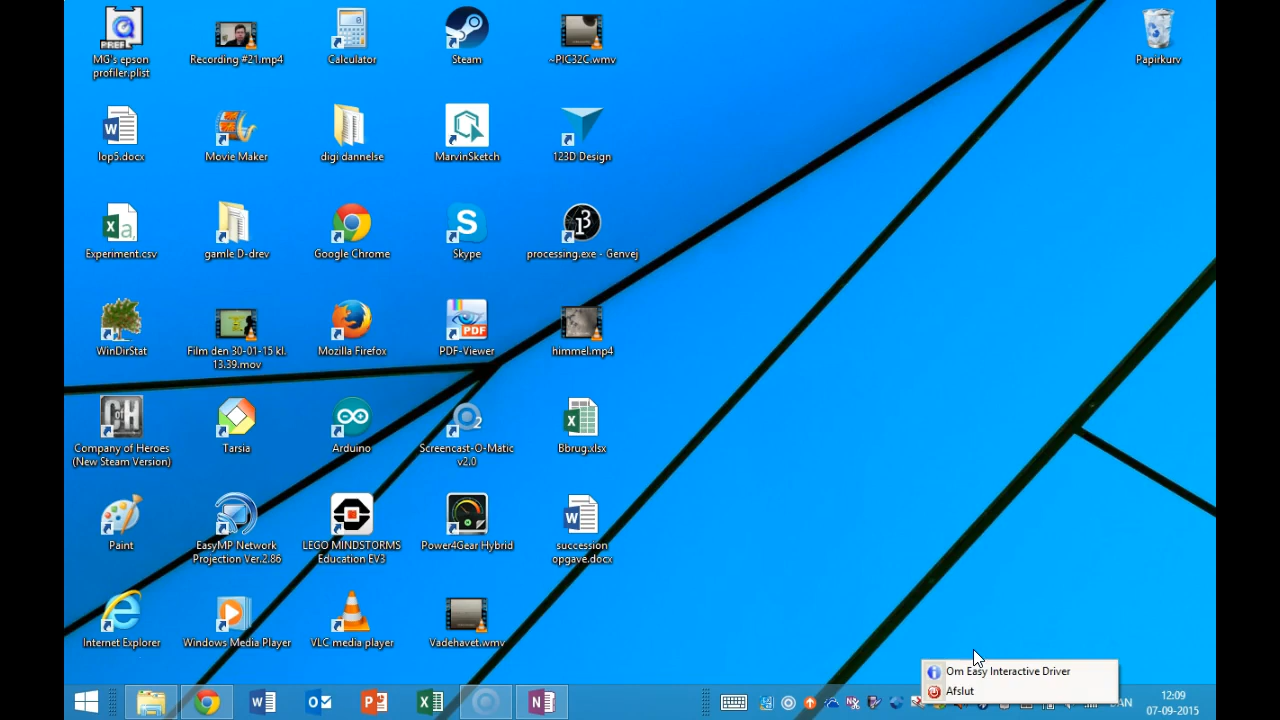 MG's epson
profiler.plist
Recording #21.mp4
Calculator
Steam
~PIC32C.wmv
Papirkurv
lop5.docx
Movie Maker
digi dannelse
MarvinSketch
123D Design
Experiment.csv
gamle D-drev
Google Chrome
Skype
processing.exe - Genvej
WinDirStat
Film den 30-01-15 kl.
13.39.mov
Mozilla Firefox
PDF-Viewer
himmel.mp4
Company of Heroes
(New Steam Version)
Tarsia
Arduino
Screencast-O-Matic
v2.0
Bbrug.xlsx
Paint
EasyMP Network
Projection Ver.2.86
LEGO MINDSTORMS
Education EV3
Power4Gear Hybrid
succession
opgave.docx
Internet Explorer
Windows Media Player
VLC media player
Vadehavet.wmv
Om Easy Interactive Driver
Afslut
DAN
12:09
07-09-2015